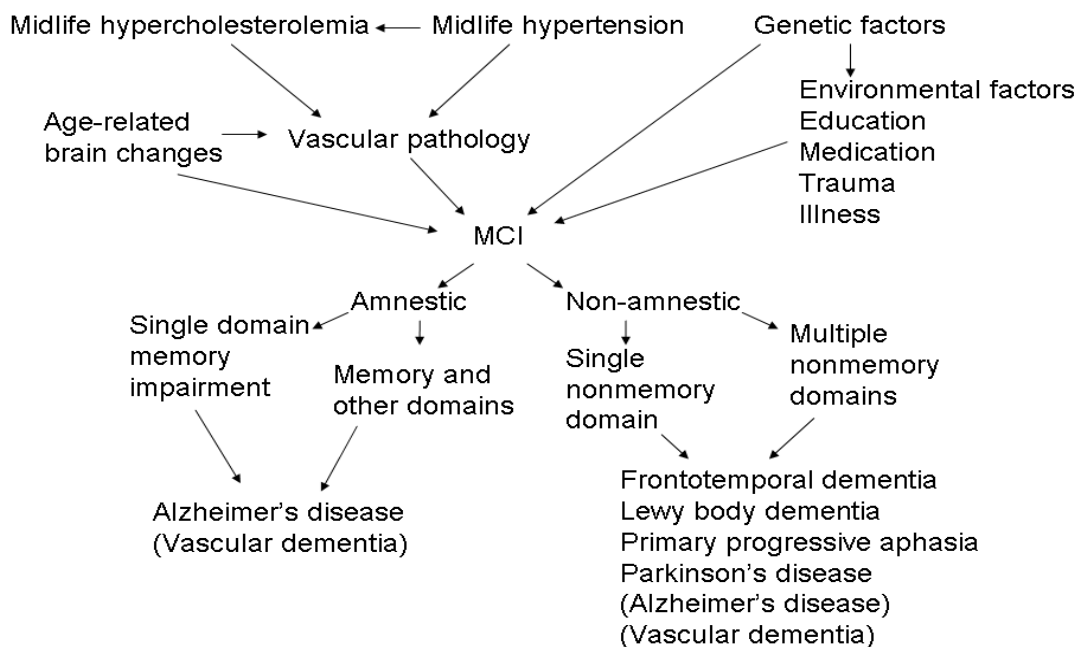 Midlife hypercholesterolemia
Midlife hypertension
Genetic factors
Environmental factors
Education
Medication
Trauma
Illness
Age-related
brain changes
Vascular pathology
MCI
Amnestic
Non-amnestic
Single domain
memory
impairment
Memory and
other domains
Single
nonmemory
domain
Multiple
nonmemory
domains
Alzheimer's disease
(Vascular dementia)
Frontotemporal dementia
Lewy body dementia
Primary progressive aphasia
Parkinson's disease
(Alzheimer's disease)
(Vascular dementia)